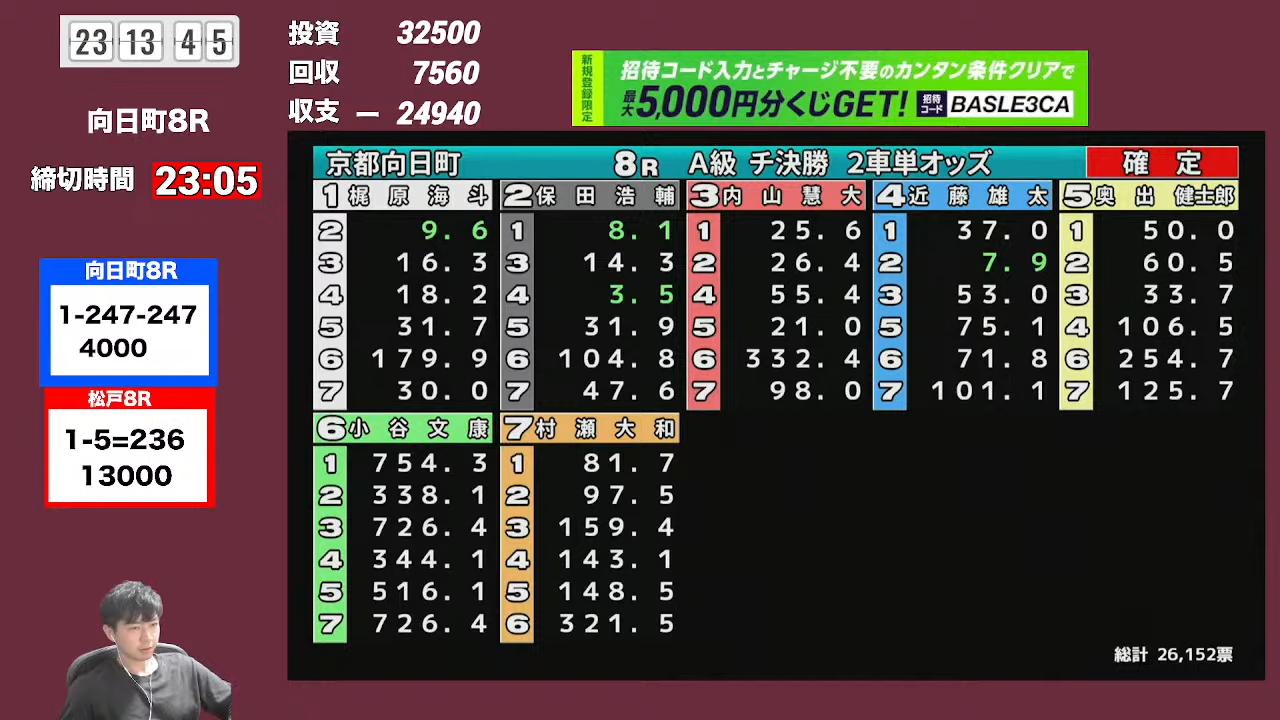 23 13 45
投資 32500
回収 7560
収支 － 24940
新規登録限定
招待コード入力とチャージ不要のカンタン条件クリアで
最大5,000円分くじGET! 招待コード BASLE3CA
向日町8R
締切時間 23:05
向日町8R
1-247-247
4000
松戸8R
1-5=236
13000
京都向日町 8R A級 チ決勝 2車単オッズ 確定
1 梶原海斗 2 保田浩輔 3 内山慧大 4 近藤雄太 5 奥出健士郎
2 9.6 1 8.1 1 25.6 1 37.0 1 50.0
3 16.3 3 14.3 2 26.4 2 7.9 2 60.5
4 18.2 4 3.5 4 55.4 3 53.0 3 33.7
5 31.7 5 31.9 5 21.0 5 75.1 4 106.5
6 179.9 6 104.8 6 332.4 6 71.8 6 254.7
7 30.0 7 47.6 7 98.0 7 101.1 7 125.7
6 小谷文康 7 村瀬大和
1 754.3 1 81.7
2 338.1 2 97.5
3 726.4 3 159.4
4 344.1 4 143.1
5 516.1 5 148.5
7 726.4 6 321.5
総計 26,152票